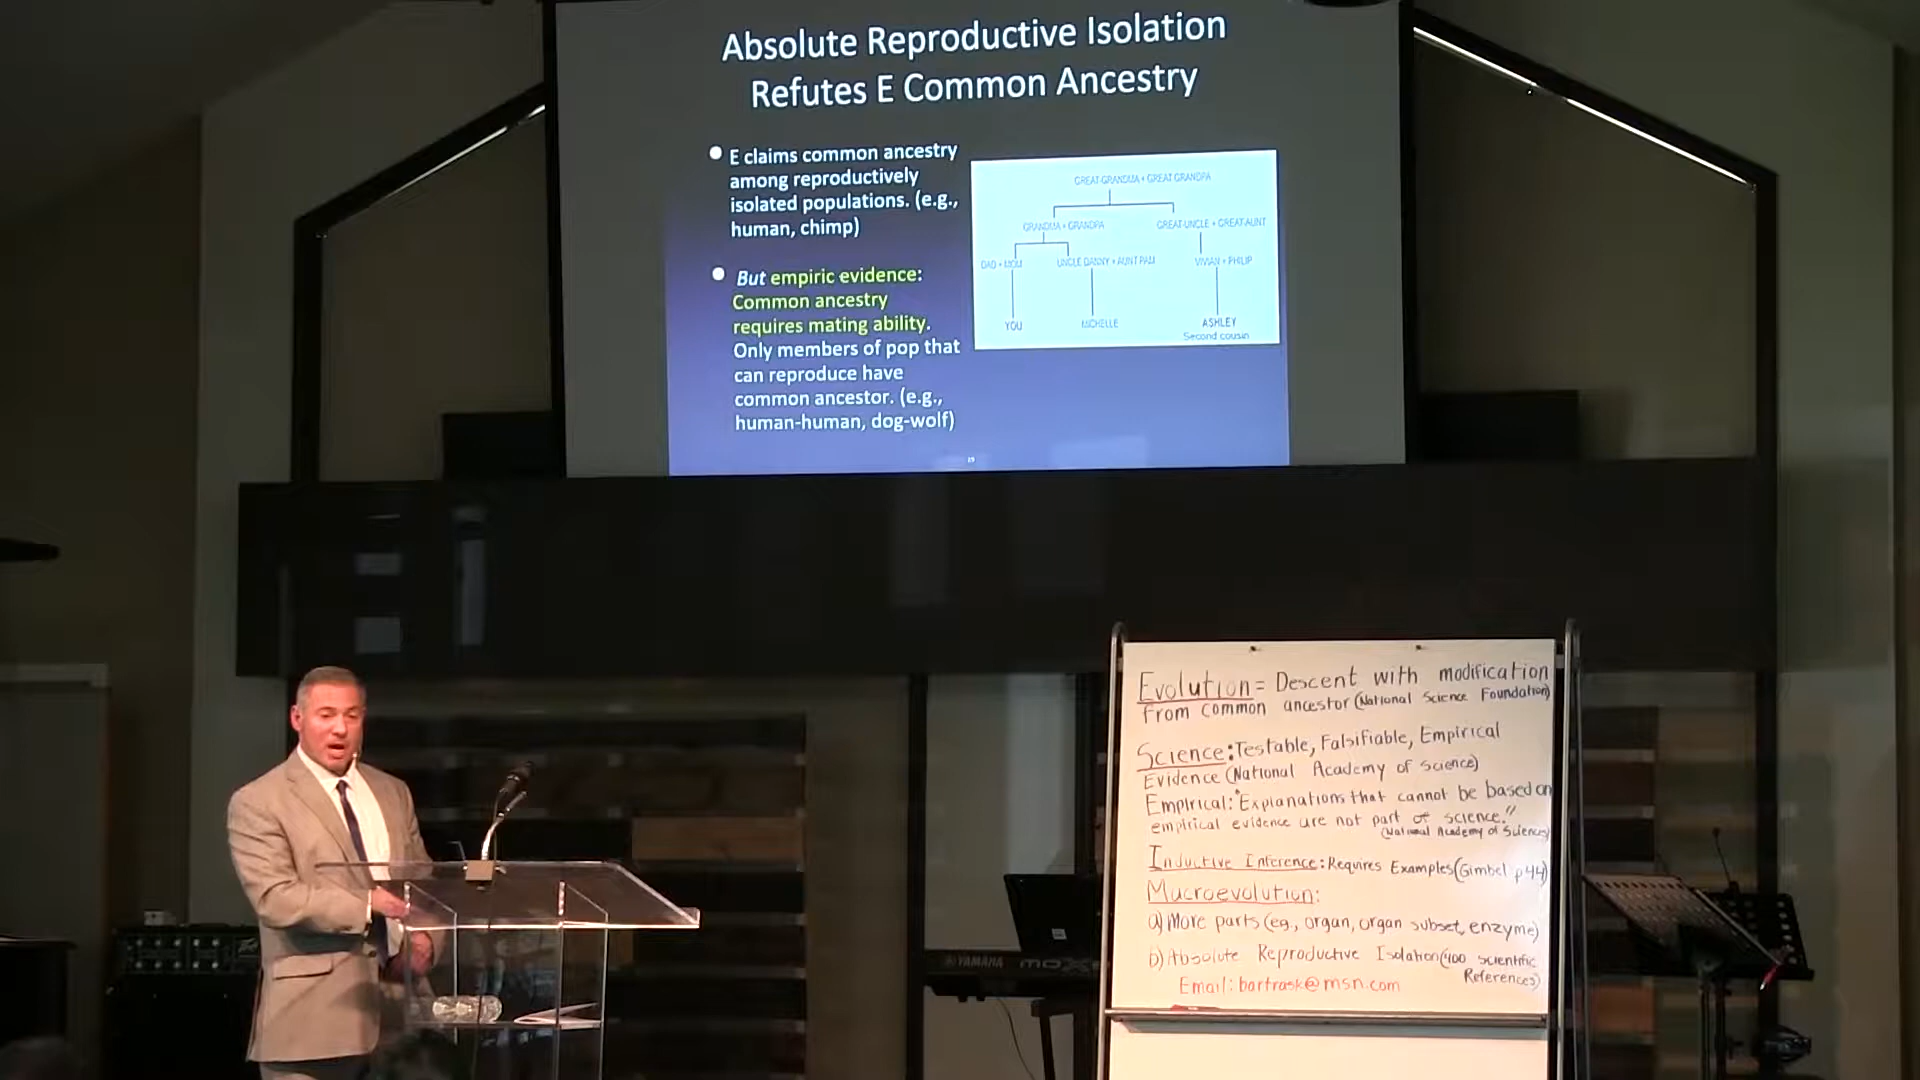 Absolute Reproductive Isolation
Refutes E Common Ancestry
E claims common ancestry
among reproductively
isolated populations. (e.g.,
human, chimp)
But empiric evidence:
Common ancestry
requires mating ability.
Only members of pop that
can reproduce have
common ancestor. (e.g.,
human-human, dog-wolf)
GREAT-GRANDMA + GREAT GRANDPA
GRANDMA + GRANDPA
GREAT-UNCLE + GREAT-AUNT
DAD + MOM
UNCLE DANNY + AUNT PAM
VIVIAN + PHILIP
YOU
MICHELLE
ASHLEY
Second cousin
Evolution = Descent with modification
from common ancestor (National Science Foundation)
Science: Testable, Falsifiable, Empirical
Evidence (National Academy of Science)
Empirical: "Explanations that cannot be based on
empirical evidence are not part of science."
(National Academy of Science)
Inductive Inference: Requires Examples (Gimbel p44)
Macroevolution:
a) More parts (eg., organ, organ subset, enzyme)
b) Absolute Reproductive Isolation (400 scientific
References)
Email: bartrask@msn.com
YAMAHA